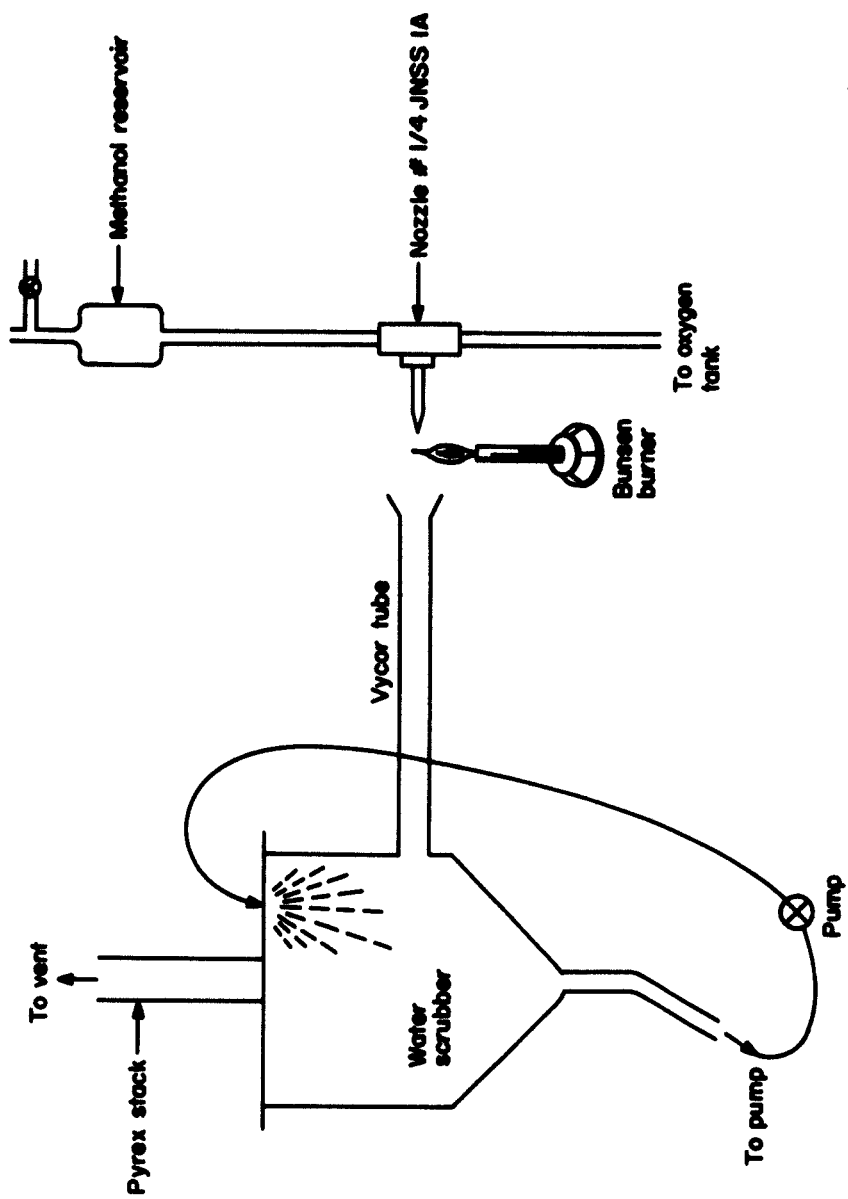 Methanol reservoir
Nozzle # 1/4 JNSS 1A
To oxygen
tank
Bunsen
burner
Vycor tube
To vent
Pyrex stack
Water
scrubber
To pump
Pump